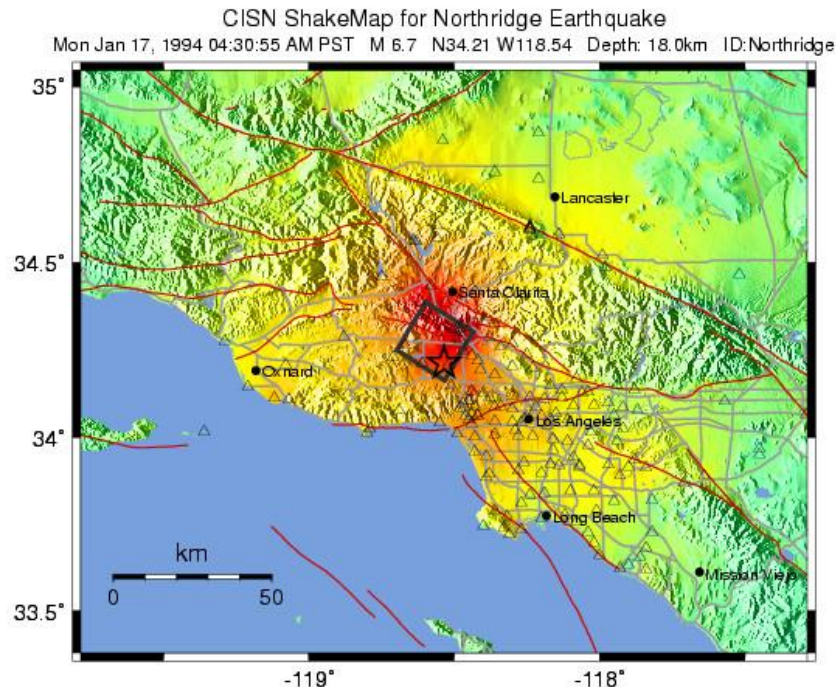 CISN ShakeMap for Northridge Earthquake
Mon Jan 17, 1994 04:30:55 AM PST M 6.7 N34.21 W118.54 Depth: 18.0km ID:Northridge
35°
Lancaster
34.5°
Santa Clarita
Oxnard
Los Angeles
34°
Long Beach
km
Mission Viejo
0 50
33.5°
-119° -118°